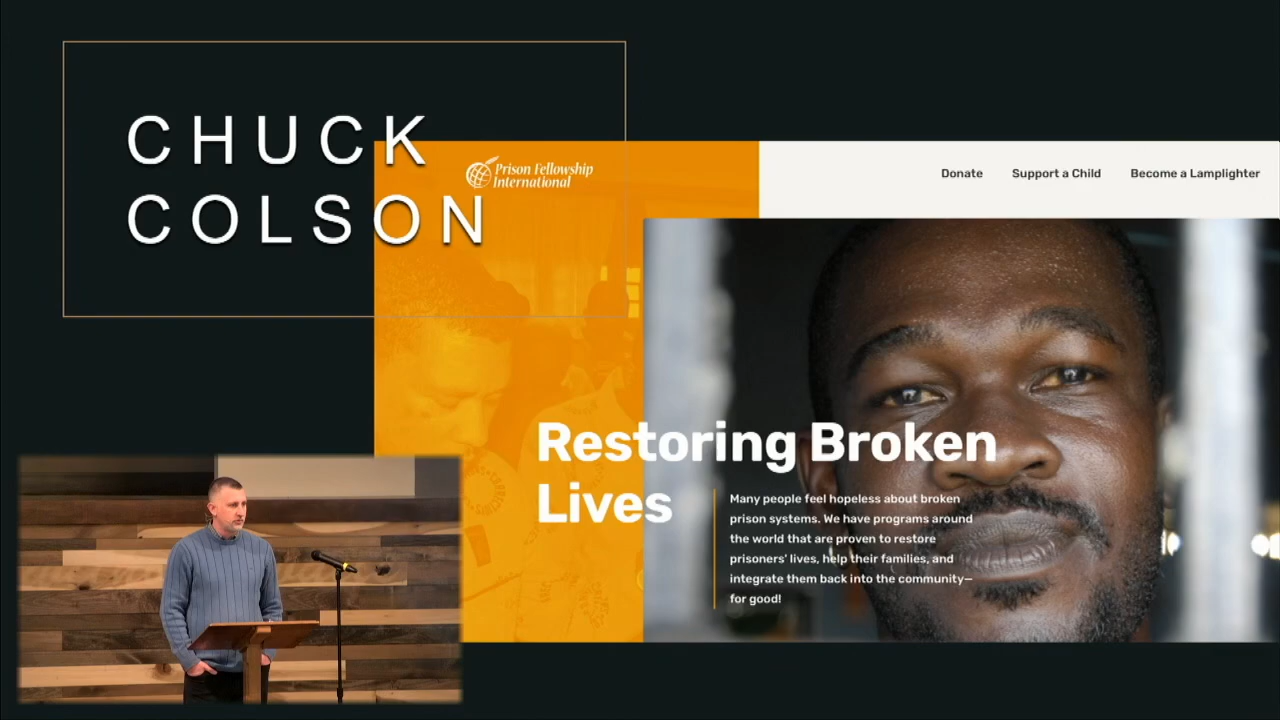 CHUCK
COLSON
Prison Fellowship
International
Donate
Support a Child
Become a Lamplighter
Restoring Broken
Lives
Many people feel hopeless about broken
prison systems. We have programs around
the world that are proven to restore
prisoners' lives, help their families, and
integrate them back into the community—
for good!